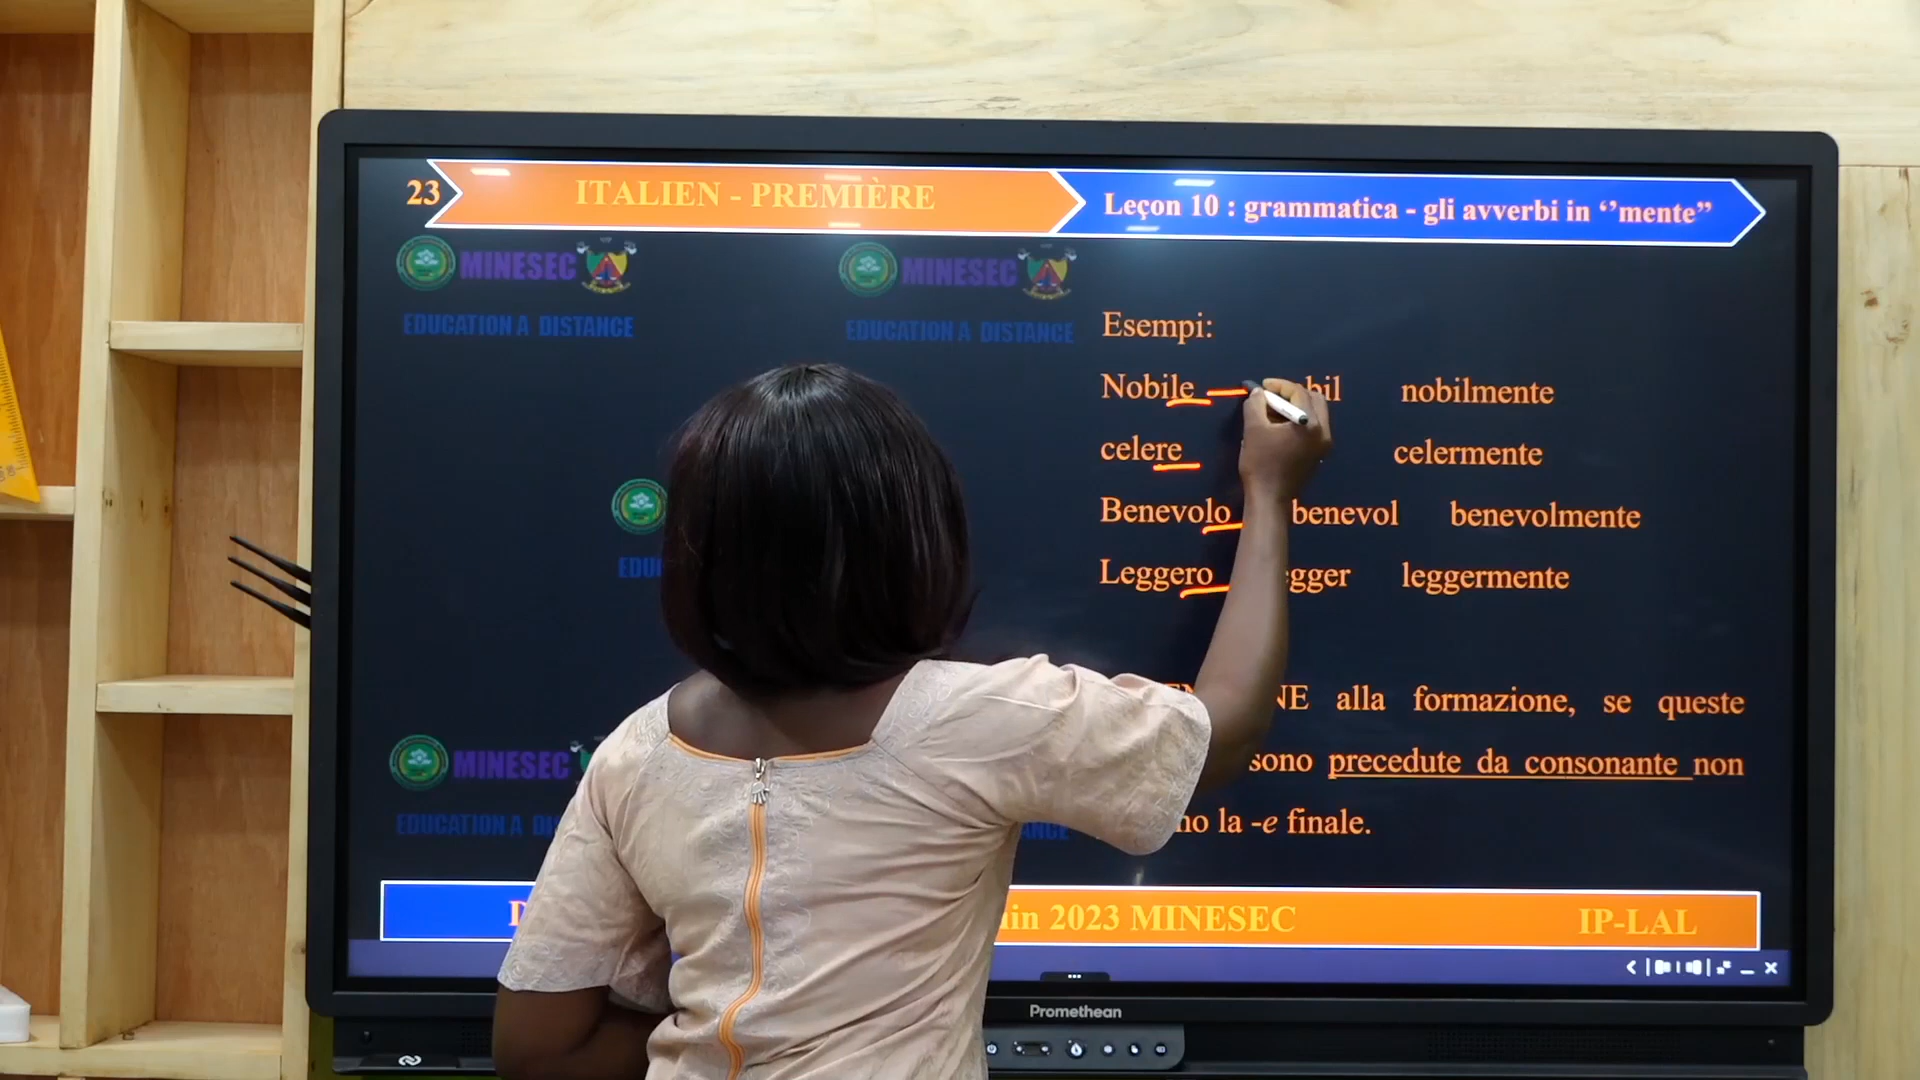 23 ITALIEN - PREMIÈRE Leçon 10 : grammatica - gli avverbi in ‘’mente”
MINESEC MINESEC
EDUCATION A DISTANCE EDUCATION A DISTANCE
Esempi:
Nobile nobilmente
celere celermente
Benevolo benevol benevolmente
Leggero leggermente
alla formazione, se queste
sono precedute da consonante non
la -e finale.
MINESEC
EDUCATION A
2023 MINESEC IP-LAL
Promethean